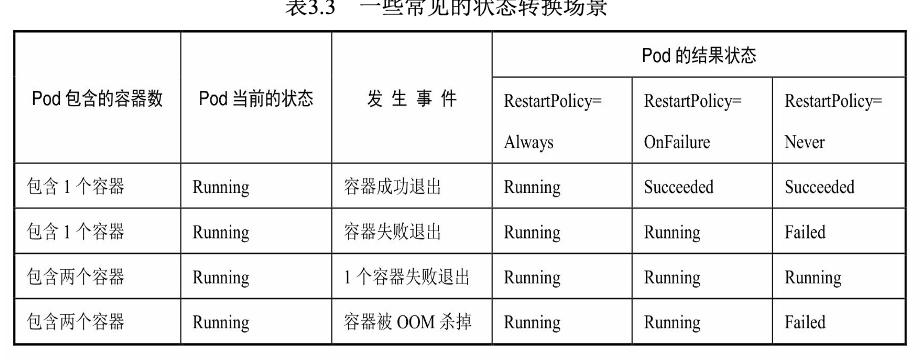 表3.3 一些常见的状态转换场景
Pod 包含的容器数 Pod 当前的状态 发生事件 Pod 的结果状态
RestartPolicy=Always RestartPolicy=OnFailure RestartPolicy=Never
包含 1 个容器 Running 容器成功退出 Running Succeeded Succeeded
包含 1 个容器 Running 容器失败退出 Running Running Failed
包含两个容器 Running 1 个容器失败退出 Running Running Running
包含两个容器 Running 容器被 OOM 杀掉 Running Running Failed